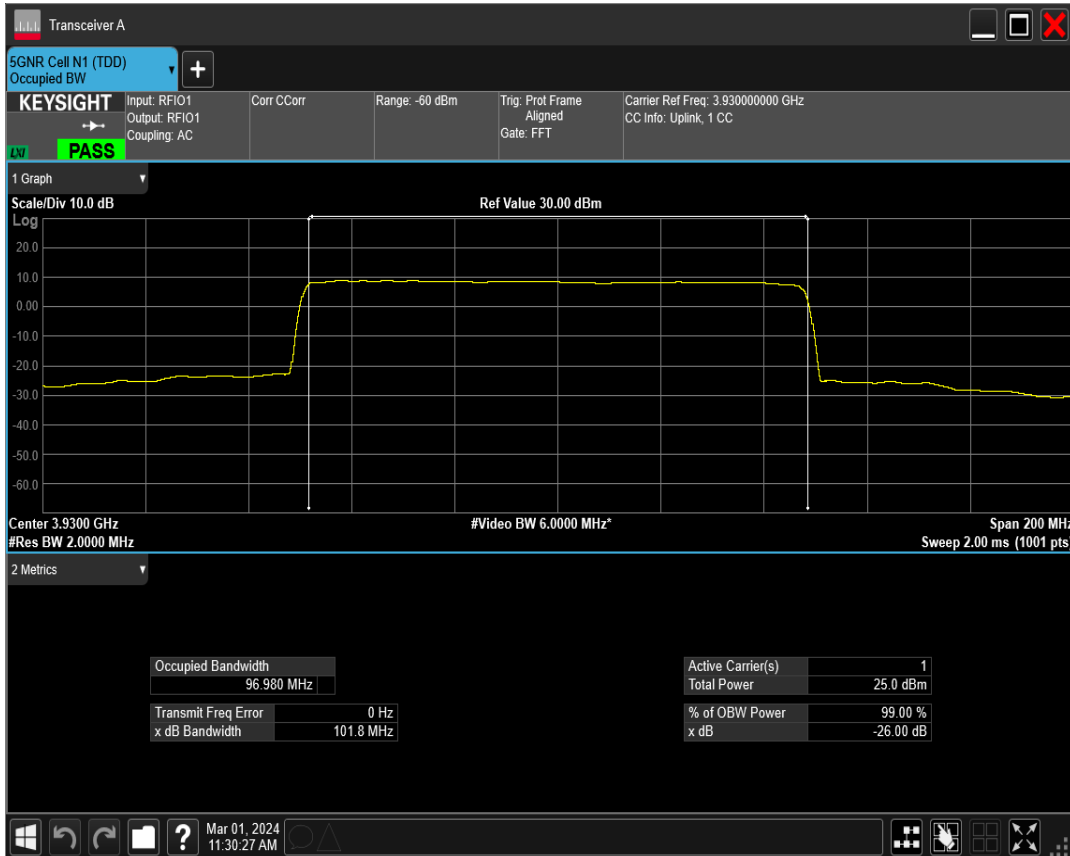 Transceiver A
5GNR Cell N1 (TDD)
Occupied BW
+
KEYSIGHT
LXI
PASS
Input: RFIO1
Output: RFIO1
Coupling: AC
Corr CCorr
Range: -60 dBm
Trig: Prot Frame
Aligned
Gate: FFT
Carrier Ref Freq: 3.930000000 GHz
CC Info: Uplink, 1 CC
1 Graph
Scale/Div 10.0 dB
Ref Value 30.00 dBm
Log
20.0
10.0
0.00
-10.0
-20.0
-30.0
-40.0
-50.0
-60.0
Center 3.9300 GHz
#Video BW 6.0000 MHz*
Span 200 MHz
#Res BW 2.0000 MHz
Sweep 2.00 ms (1001 pts)
2 Metrics
Occupied Bandwidth
96.980 MHz
Transmit Freq Error 0 Hz
x dB Bandwidth 101.8 MHz
Active Carrier(s) 1
Total Power 25.0 dBm
% of OBW Power 99.00 %
x dB -26.00 dB
?
Mar 01, 2024
11:30:27 AM